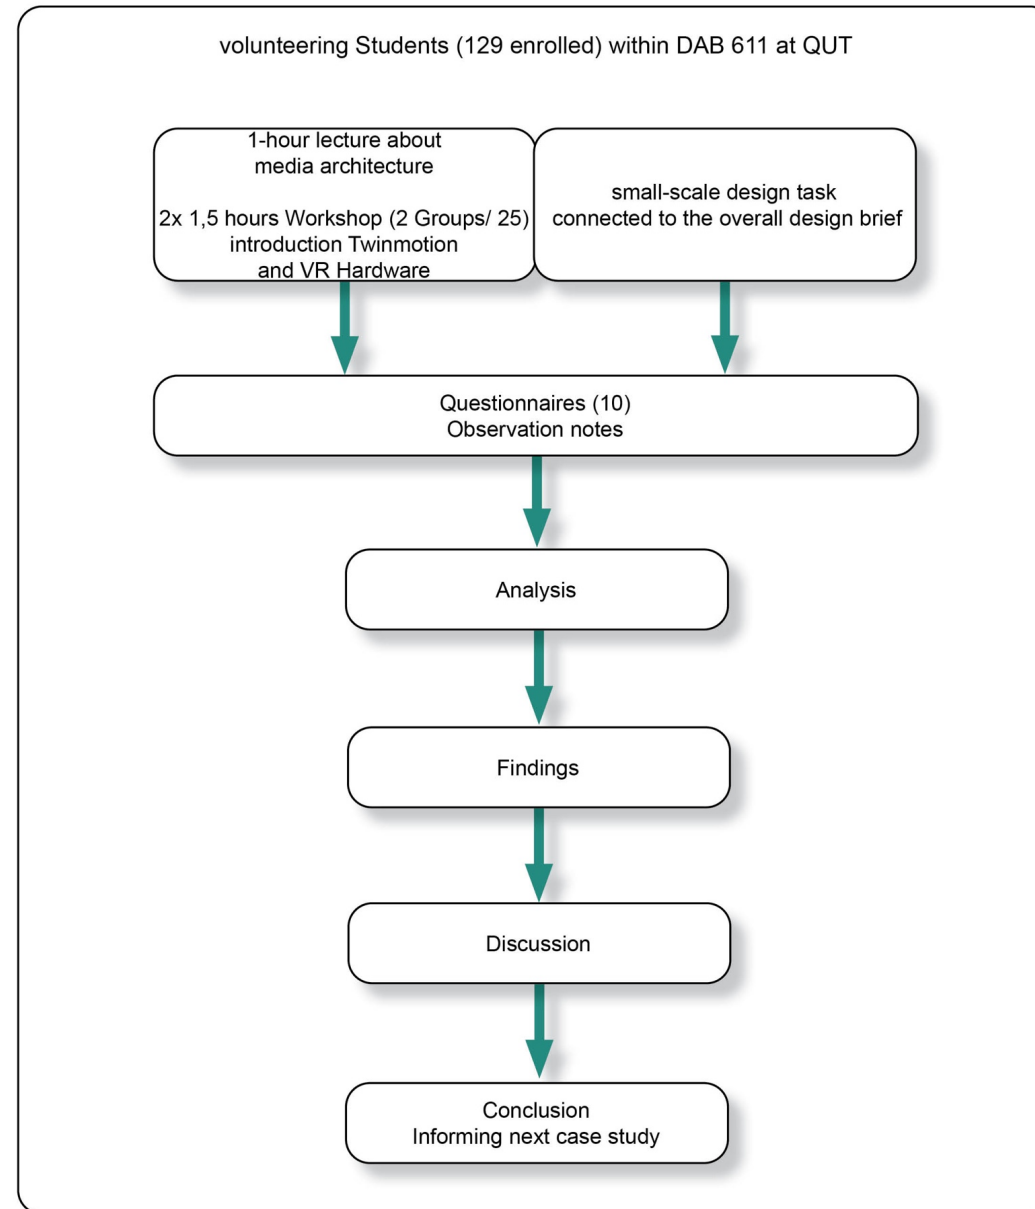 volunteering Students (129 enrolled) within DAB 611 at QUT
1-hour lecture about
media architecture
2x 1,5 hours Workshop (2 Groups/ 25)
introduction Twinmotion
and VR Hardware
small-scale design task
connected to the overall design brief
Questionnaires (10)
Observation notes
Analysis
Findings
Discussion
Conclusion
Informing next case study